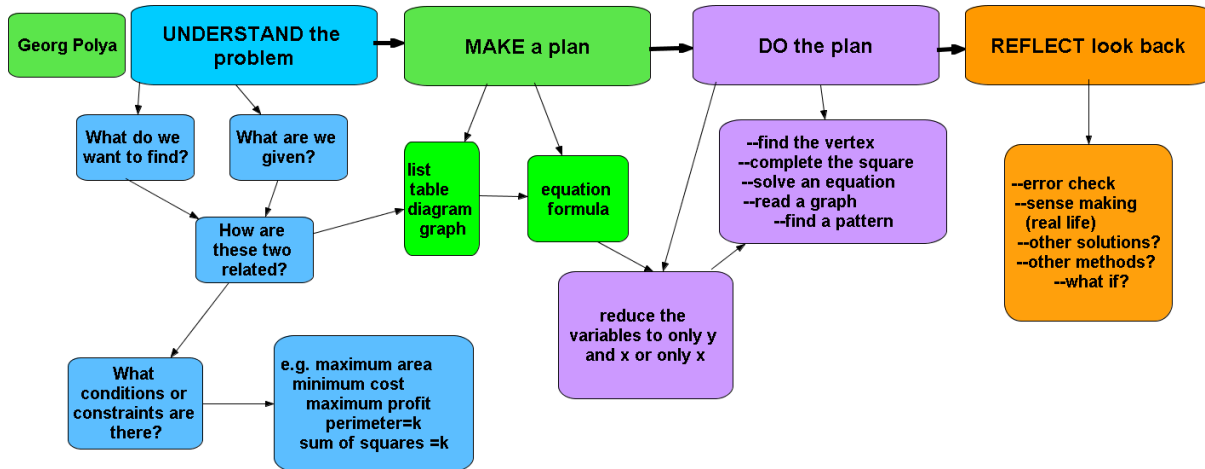 Georg Polya
UNDERSTAND the
problem
MAKE a plan
DO the plan
REFLECT look back
What do we
want to find?
What are we
given?
How are
these two
related?
What
conditions or
constraints are
there?
e.g. maximum area
minimum cost
maximum profit
perimeter=k
sum of squares =k
list
table
diagram
graph
equation
formula
reduce the
variables to only y
and x or only x
--find the vertex
--complete the square
--solve an equation
--read a graph
--find a pattern
--error check
--sense making
(real life)
--other solutions?
--other methods?
--what if?